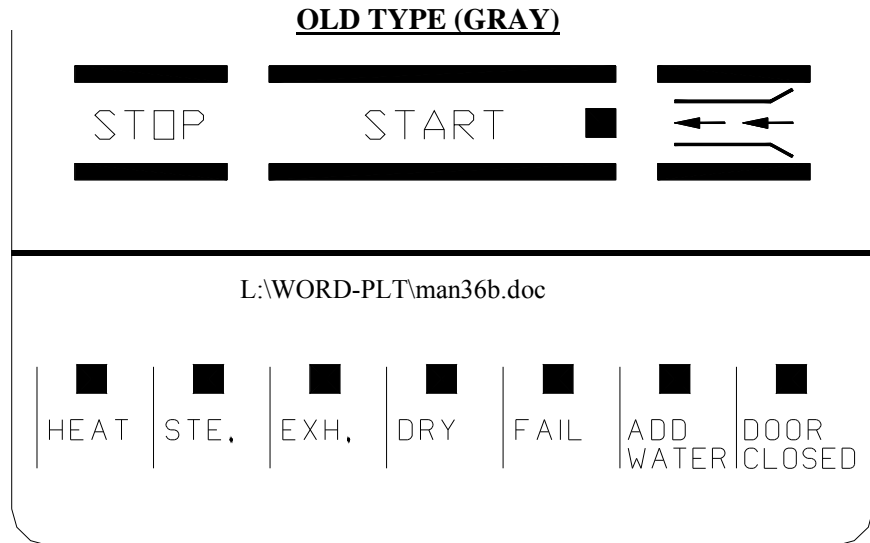 OLD TYPE (GRAY)
STOP START
L:\WORD-PLT\man36b.doc
HEAT STE. EXH. DRY FAIL ADD WATER DOOR CLOSED